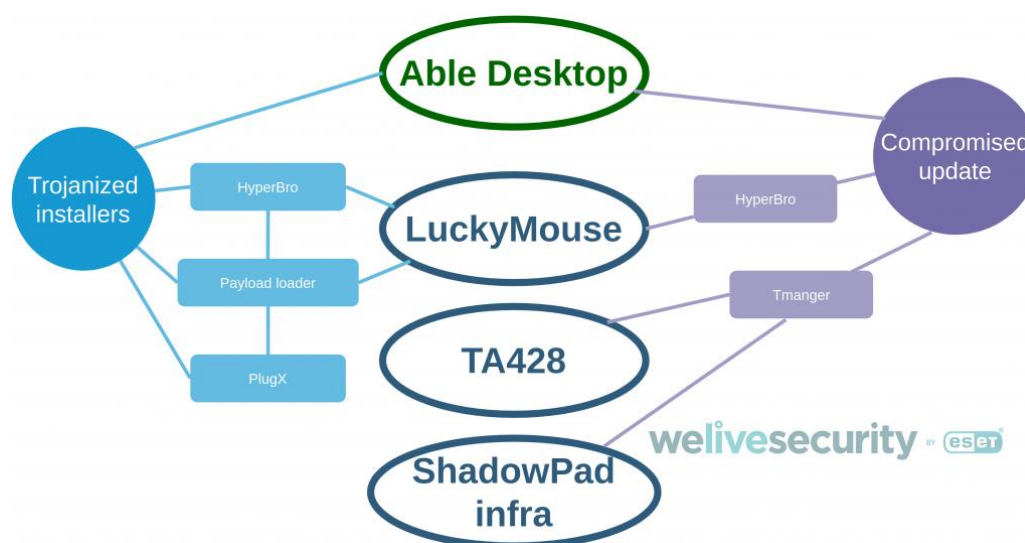 Able Desktop
Trojanized
installers
HyperBro
Payload loader
PlugX
LuckyMouse
TA428
ShadowPad
infra
Compromised
update
HyperBro
Tmanger
welivesecurity BY eseT